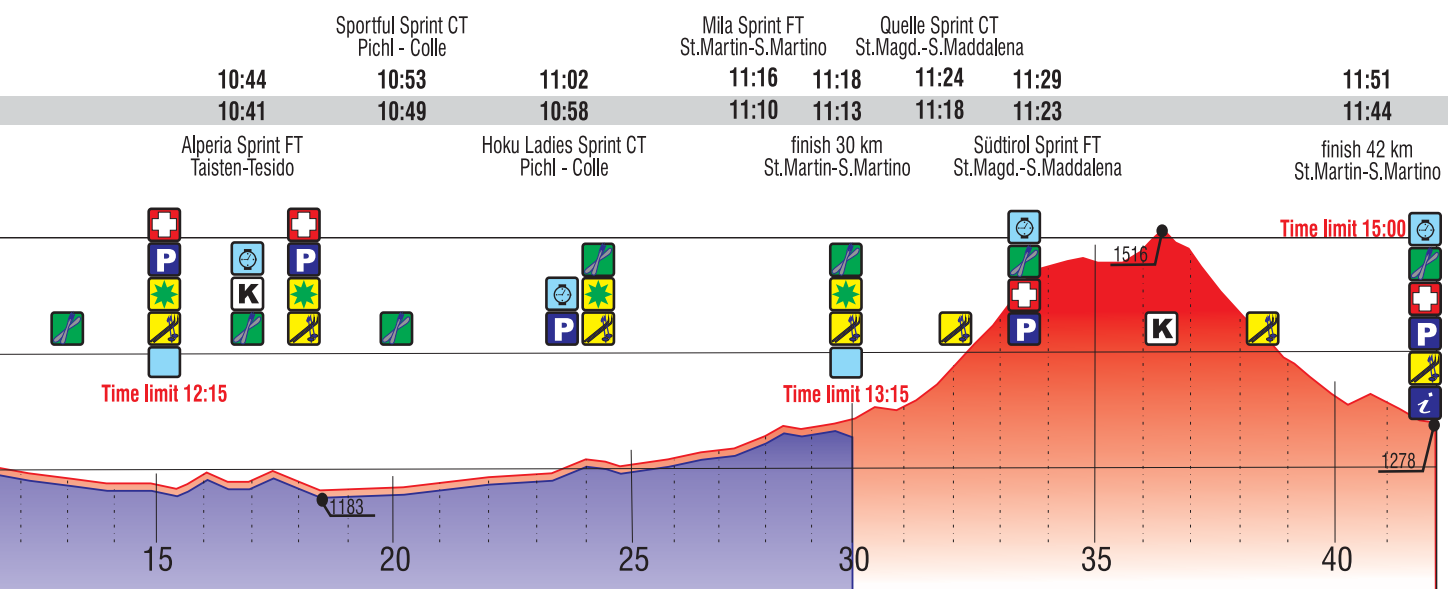 Sportful Sprint CT
Pichl - Colle
Mila Sprint FT
St.Martin-S.Martino
Quelle Sprint CT
St.Magd.-S.Maddalena
10:44 10:53 11:02 11:16 11:18 11:24 11:29 11:51
10:41 10:49 10:58 11:10 11:13 11:18 11:23 11:44
Alperia Sprint FT
Taisten-Tesido
Hoku Ladies Sprint CT
Pichl - Colle
finish 30 km
St.Martin-S.Martino
Südtirol Sprint FT
St.Magd.-S.Maddalena
finish 42 km
St.Martin-S.Martino
Time limit 15:00
P
P
1516
K
P
P
K
P
Time limit 12:15
Time limit 13:15
i
1278
1183
15 20 25 30 35 40